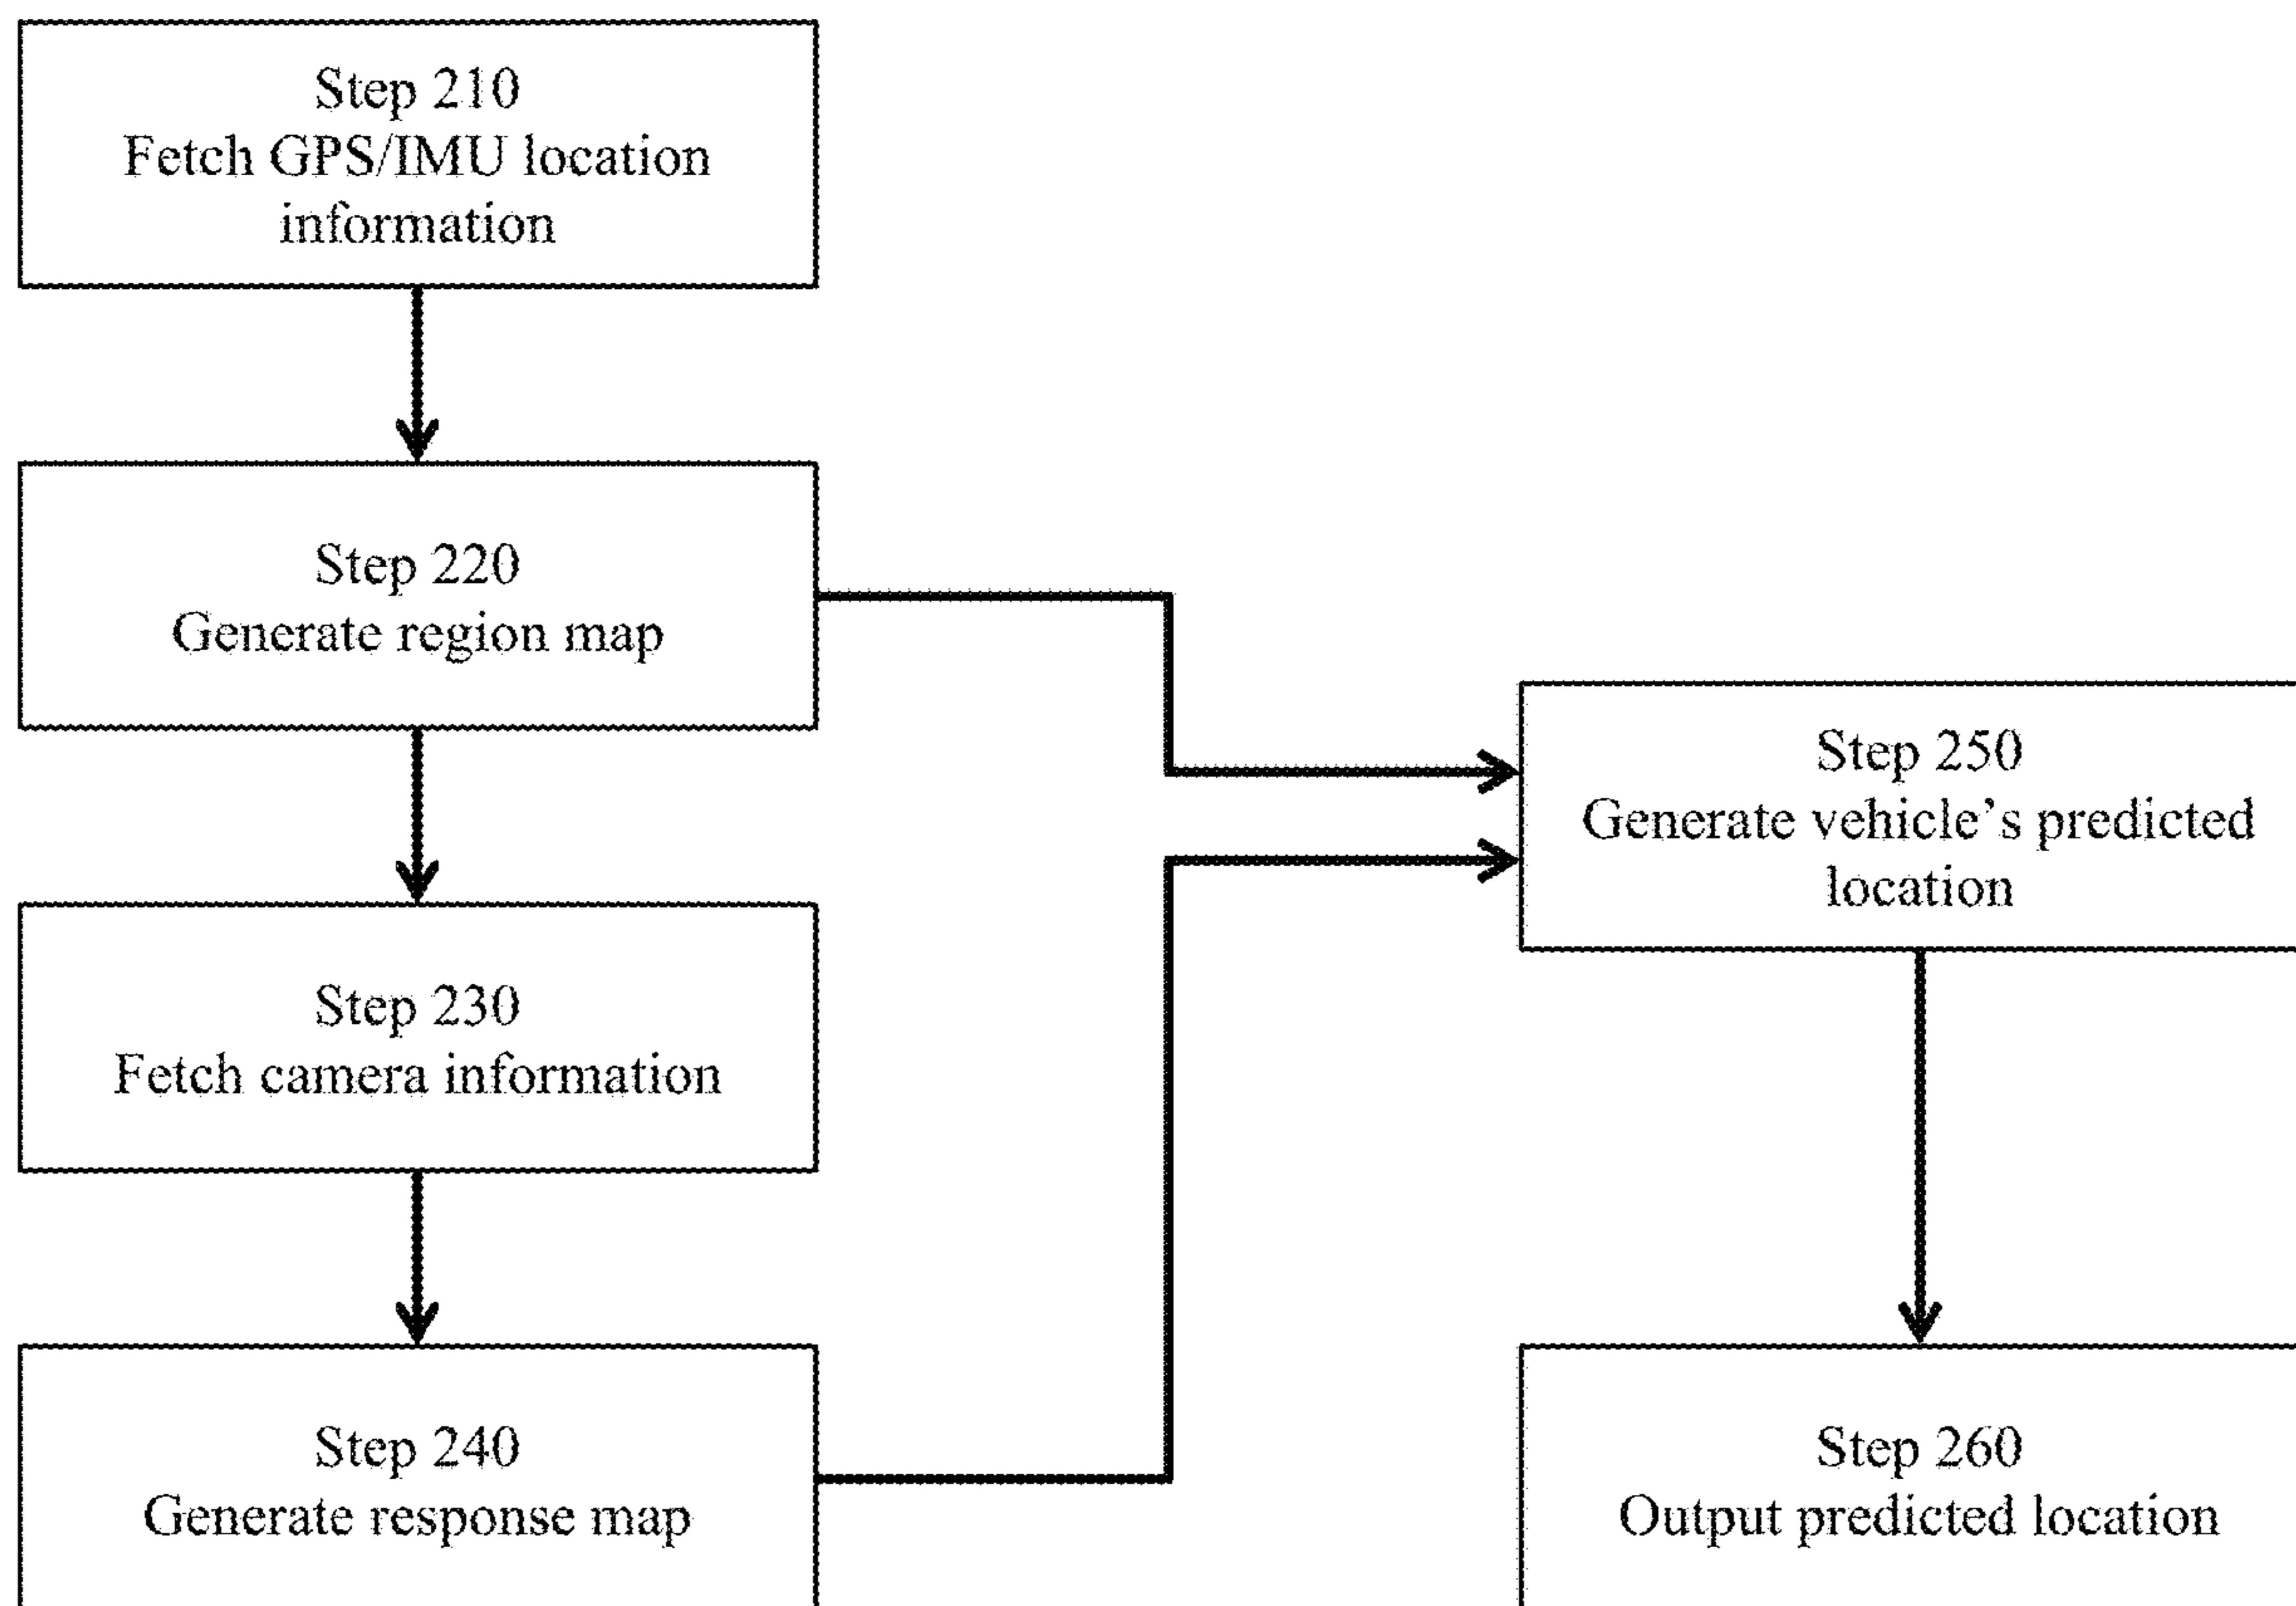 Step 210
Fetch GPS/IMU location
information
Step 220
Generate region map
Step 230
Fetch camera information
Step 240
Generate response map
Step 250
Generate vehicle’s predicted
location
Step 260
Output predicted location